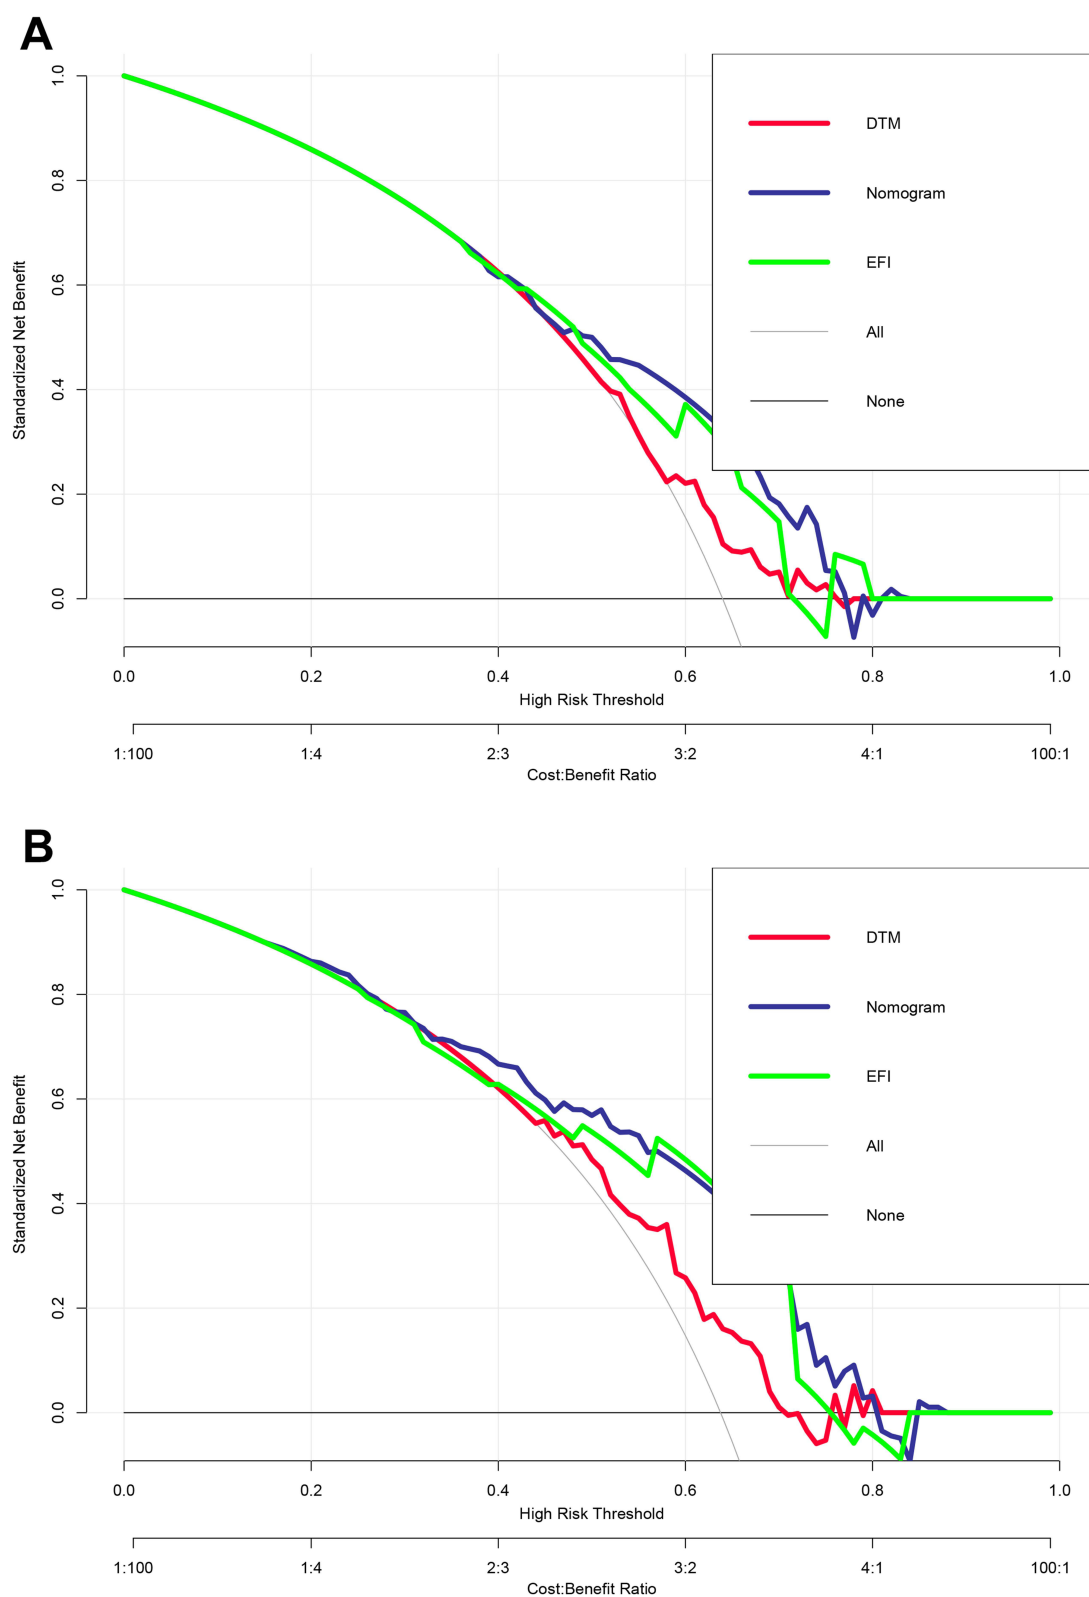 A
1.0
0.8
0.6
0.4
0.2
0.0
Standardized Net Benefit
DTM
Nomogram
EFI
All
None
0.0 0.2 0.4 0.6 0.8 1.0
High Risk Threshold
1:100 1:4 2:3 3:2 4:1 100:1
Cost:Benefit Ratio
B
1.0
0.8
0.6
0.4
0.2
0.0
Standardized Net Benefit
DTM
Nomogram
EFI
All
None
0.0 0.2 0.4 0.6 0.8 1.0
High Risk Threshold
1:100 1:4 2:3 3:2 4:1 100:1
Cost:Benefit Ratio